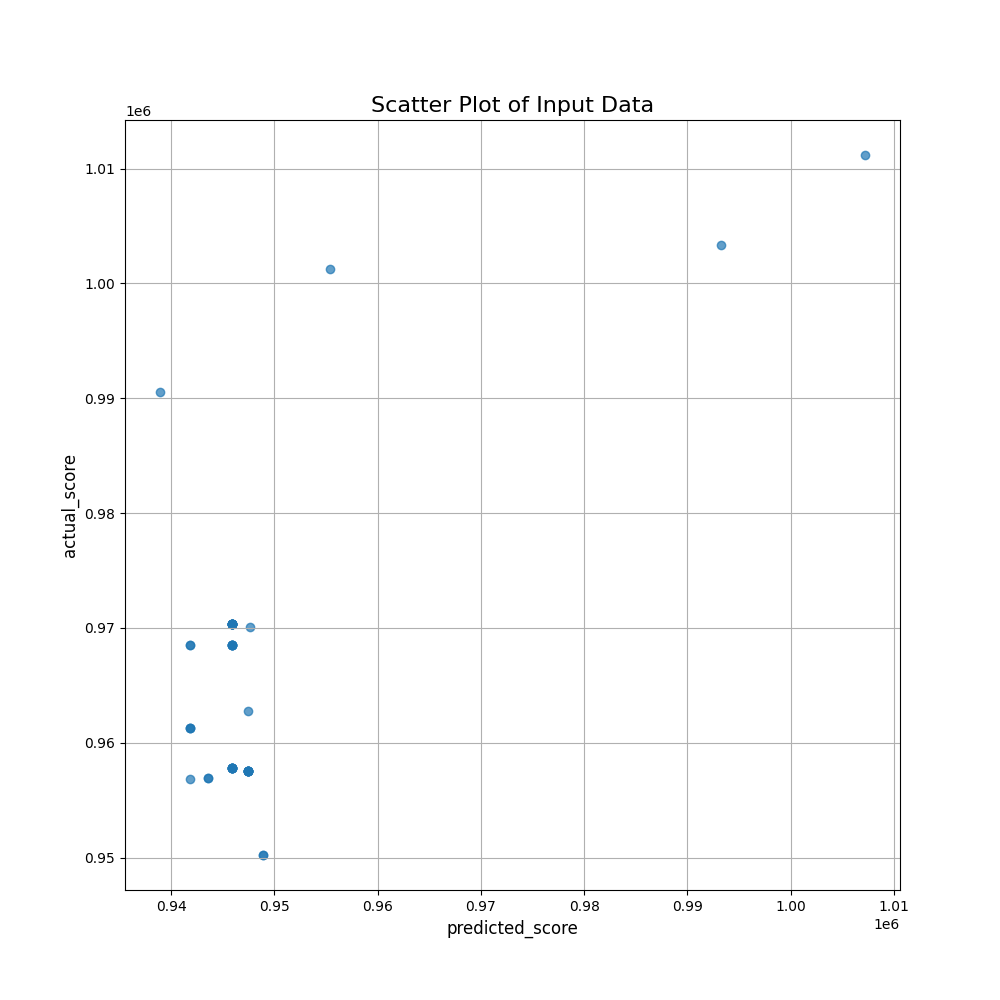 Scatter Plot of Input Data
1e6
1.01
1.00
0.99
0.98
0.97
0.96
0.95
actual_score
0.94 0.95 0.96 0.97 0.98 0.99 1.00 1.01
1e6
predicted_score